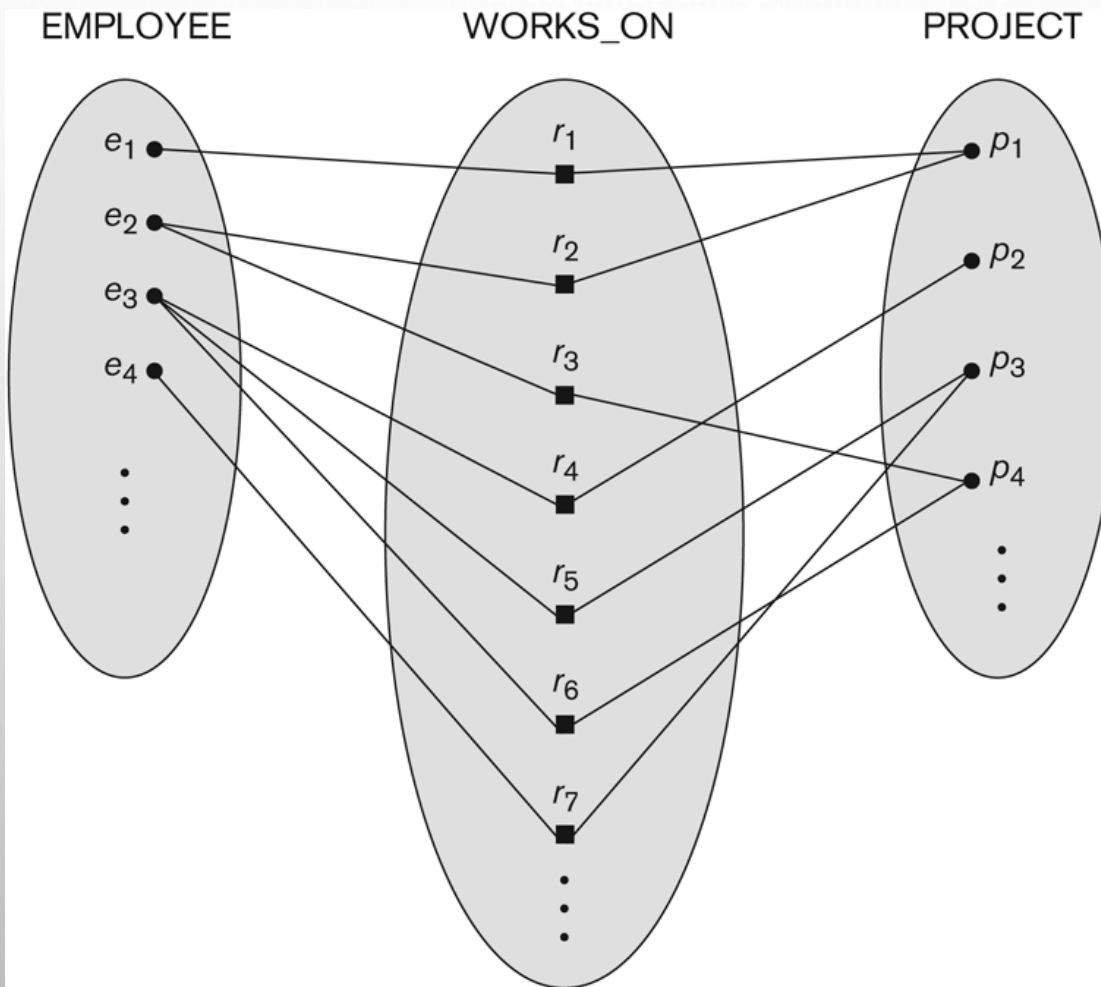 EMPLOYEE WORKS_ON PROJECT
e1 r1 p1
e2 r2 p2
e3 r3 p3
e4 r4 p4
r5
r6
r7